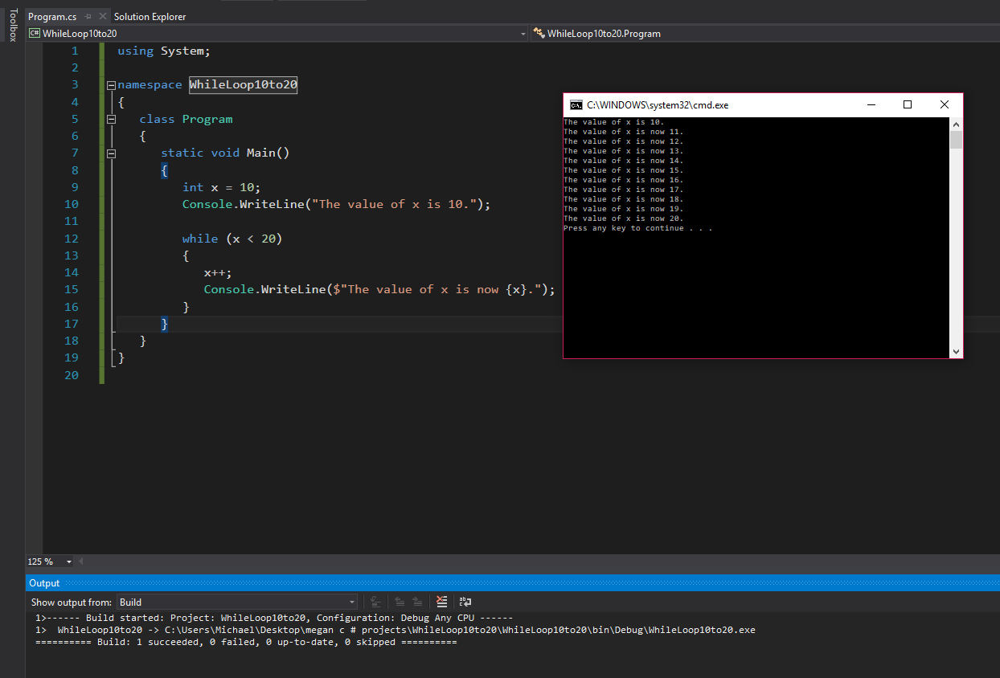 Toolbox
Program.cs Solution Explorer
C# WhileLoop10to20 WhileLoop10to20.Program
1 using System;
2
3 namespace WhileLoop10to20
4 {
5 class Program
6 {
7 static void Main()
8 {
9 int x = 10;
10 Console.WriteLine("The value of x is 10.");
11
12 while (x < 20)
13 {
14 x++;
15 Console.WriteLine($"The value of x is now {x}.");
16 }
17 }
18 }
19 }
20
C:\WINDOWS\system32\cmd.exe
The value of x is 10.
The value of x is now 11.
The value of x is now 12.
The value of x is now 13.
The value of x is now 14.
The value of x is now 15.
The value of x is now 16.
The value of x is now 17.
The value of x is now 18.
The value of x is now 19.
The value of x is now 20.
Press any key to continue . . .
125 %
Output
Show output from: Build
1>------ Build started: Project: WhileLoop10to20, Configuration: Debug Any CPU ------
1>  WhileLoop10to20 -> C:\Users\Michael\Desktop\megan c # projects\WhileLoop10to20\WhileLoop10to20\bin\Debug\WhileLoop10to20.exe
========== Build: 1 succeeded, 0 failed, 0 up-to-date, 0 skipped ==========